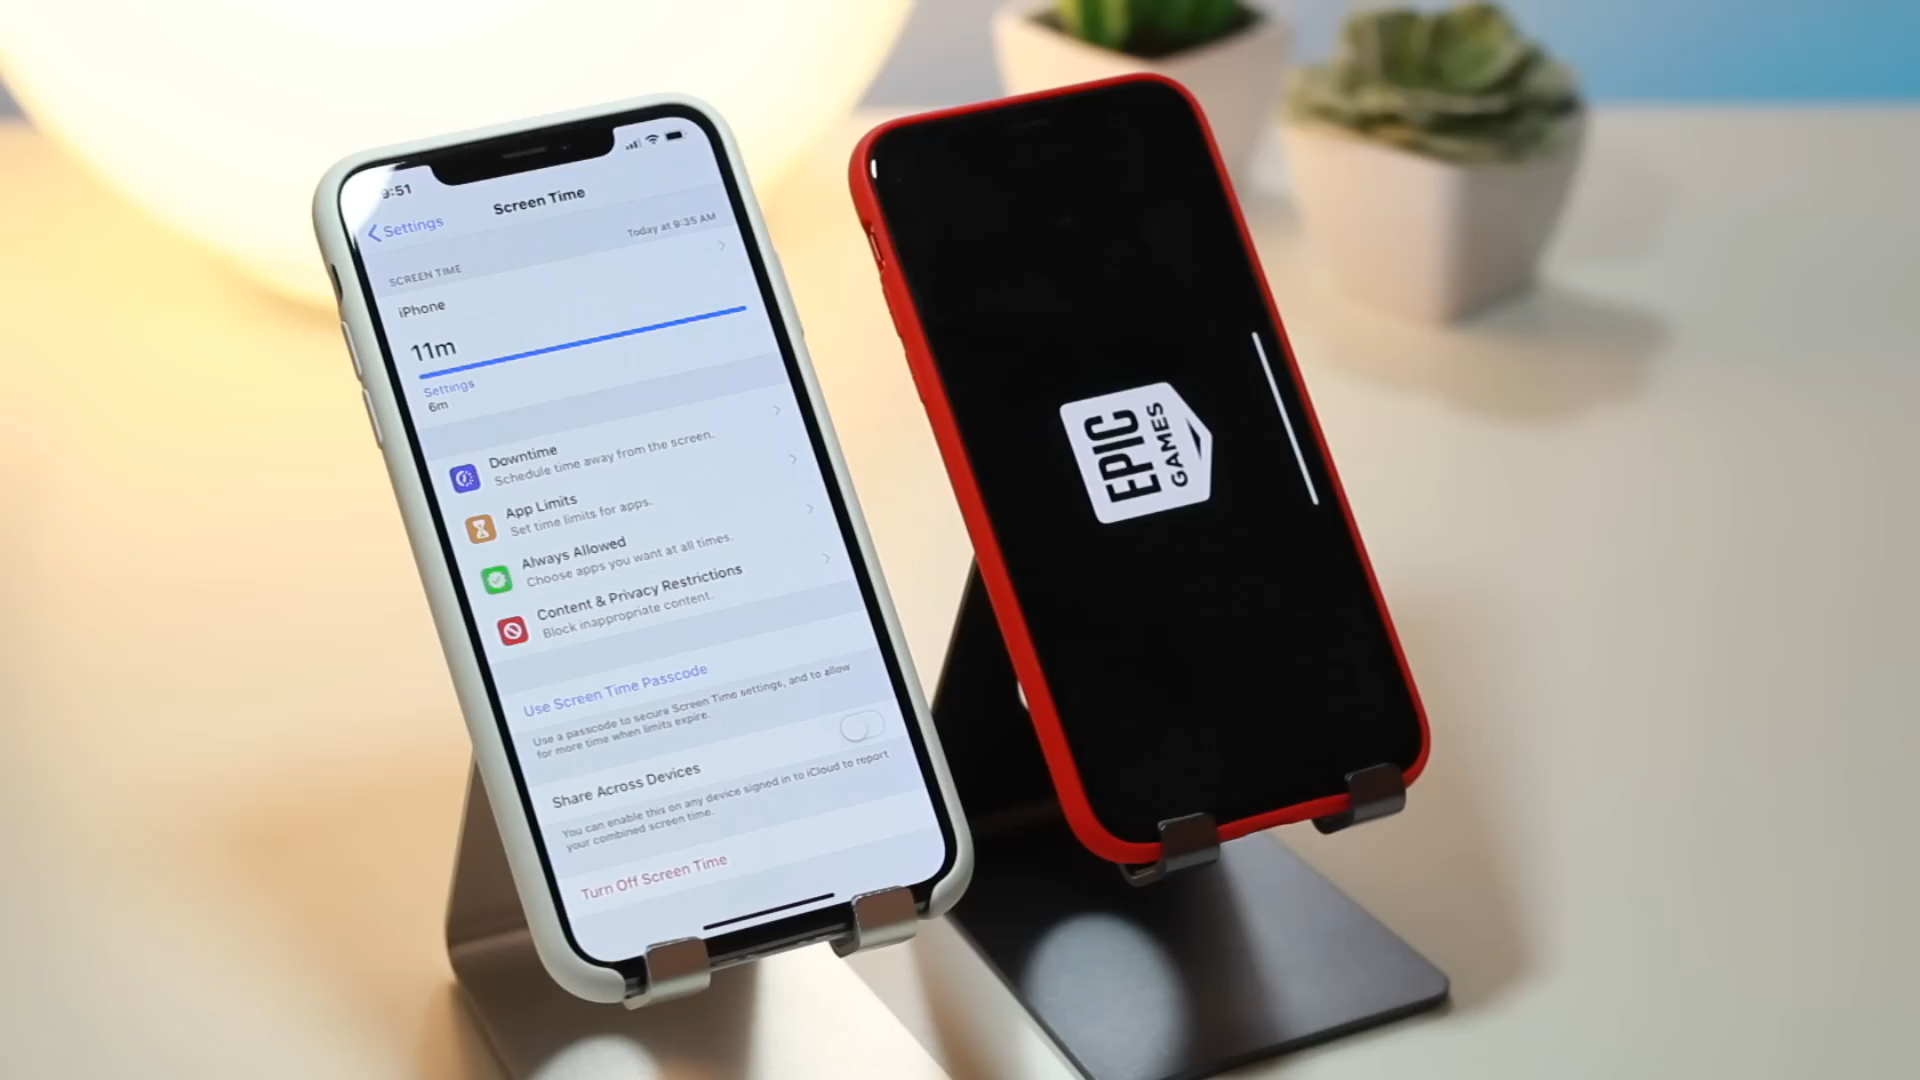 9:51
Settings
Screen Time
SCREEN TIME
Today at 9:35 AM
iPhone
11m
Settings
6m
Downtime
Schedule time away from the screen.
App Limits
Set time limits for apps.
Always Allowed
Choose apps you want at all times.
Content & Privacy Restrictions
Block inappropriate content.
Use Screen Time Passcode
Use a passcode to secure Screen Time settings, and to allow
for more time when limits expire.
Share Across Devices
You can enable this on any device signed in to iCloud to report
your combined screen time.
Turn Off Screen Time
EPIC
GAMES